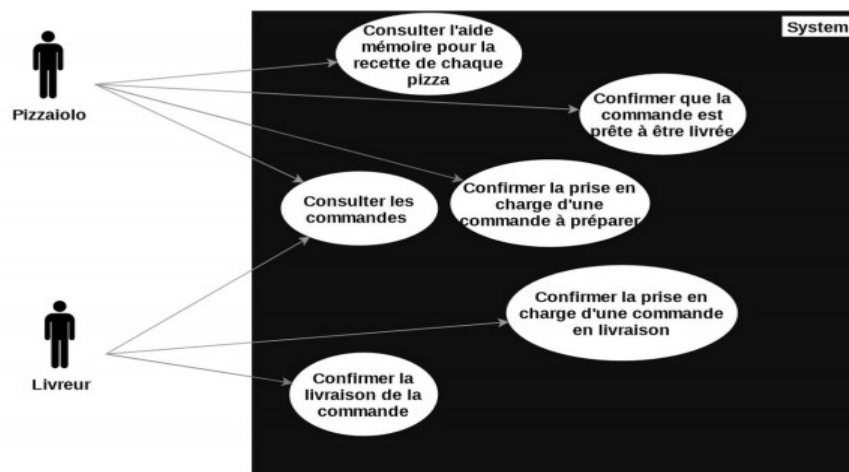 System
Consulter l'aide
mémoire pour la
recette de chaque
pizza
Pizzaiolo
Confirmer que la
commande est
prête à être livrée
Consulter les
commandes
Confirmer la prise en
charge d'une
commande à préparer
Confirmer la prise en
charge d'une commande
en livraison
Livreur
Confirmer la
livraison de la
commande